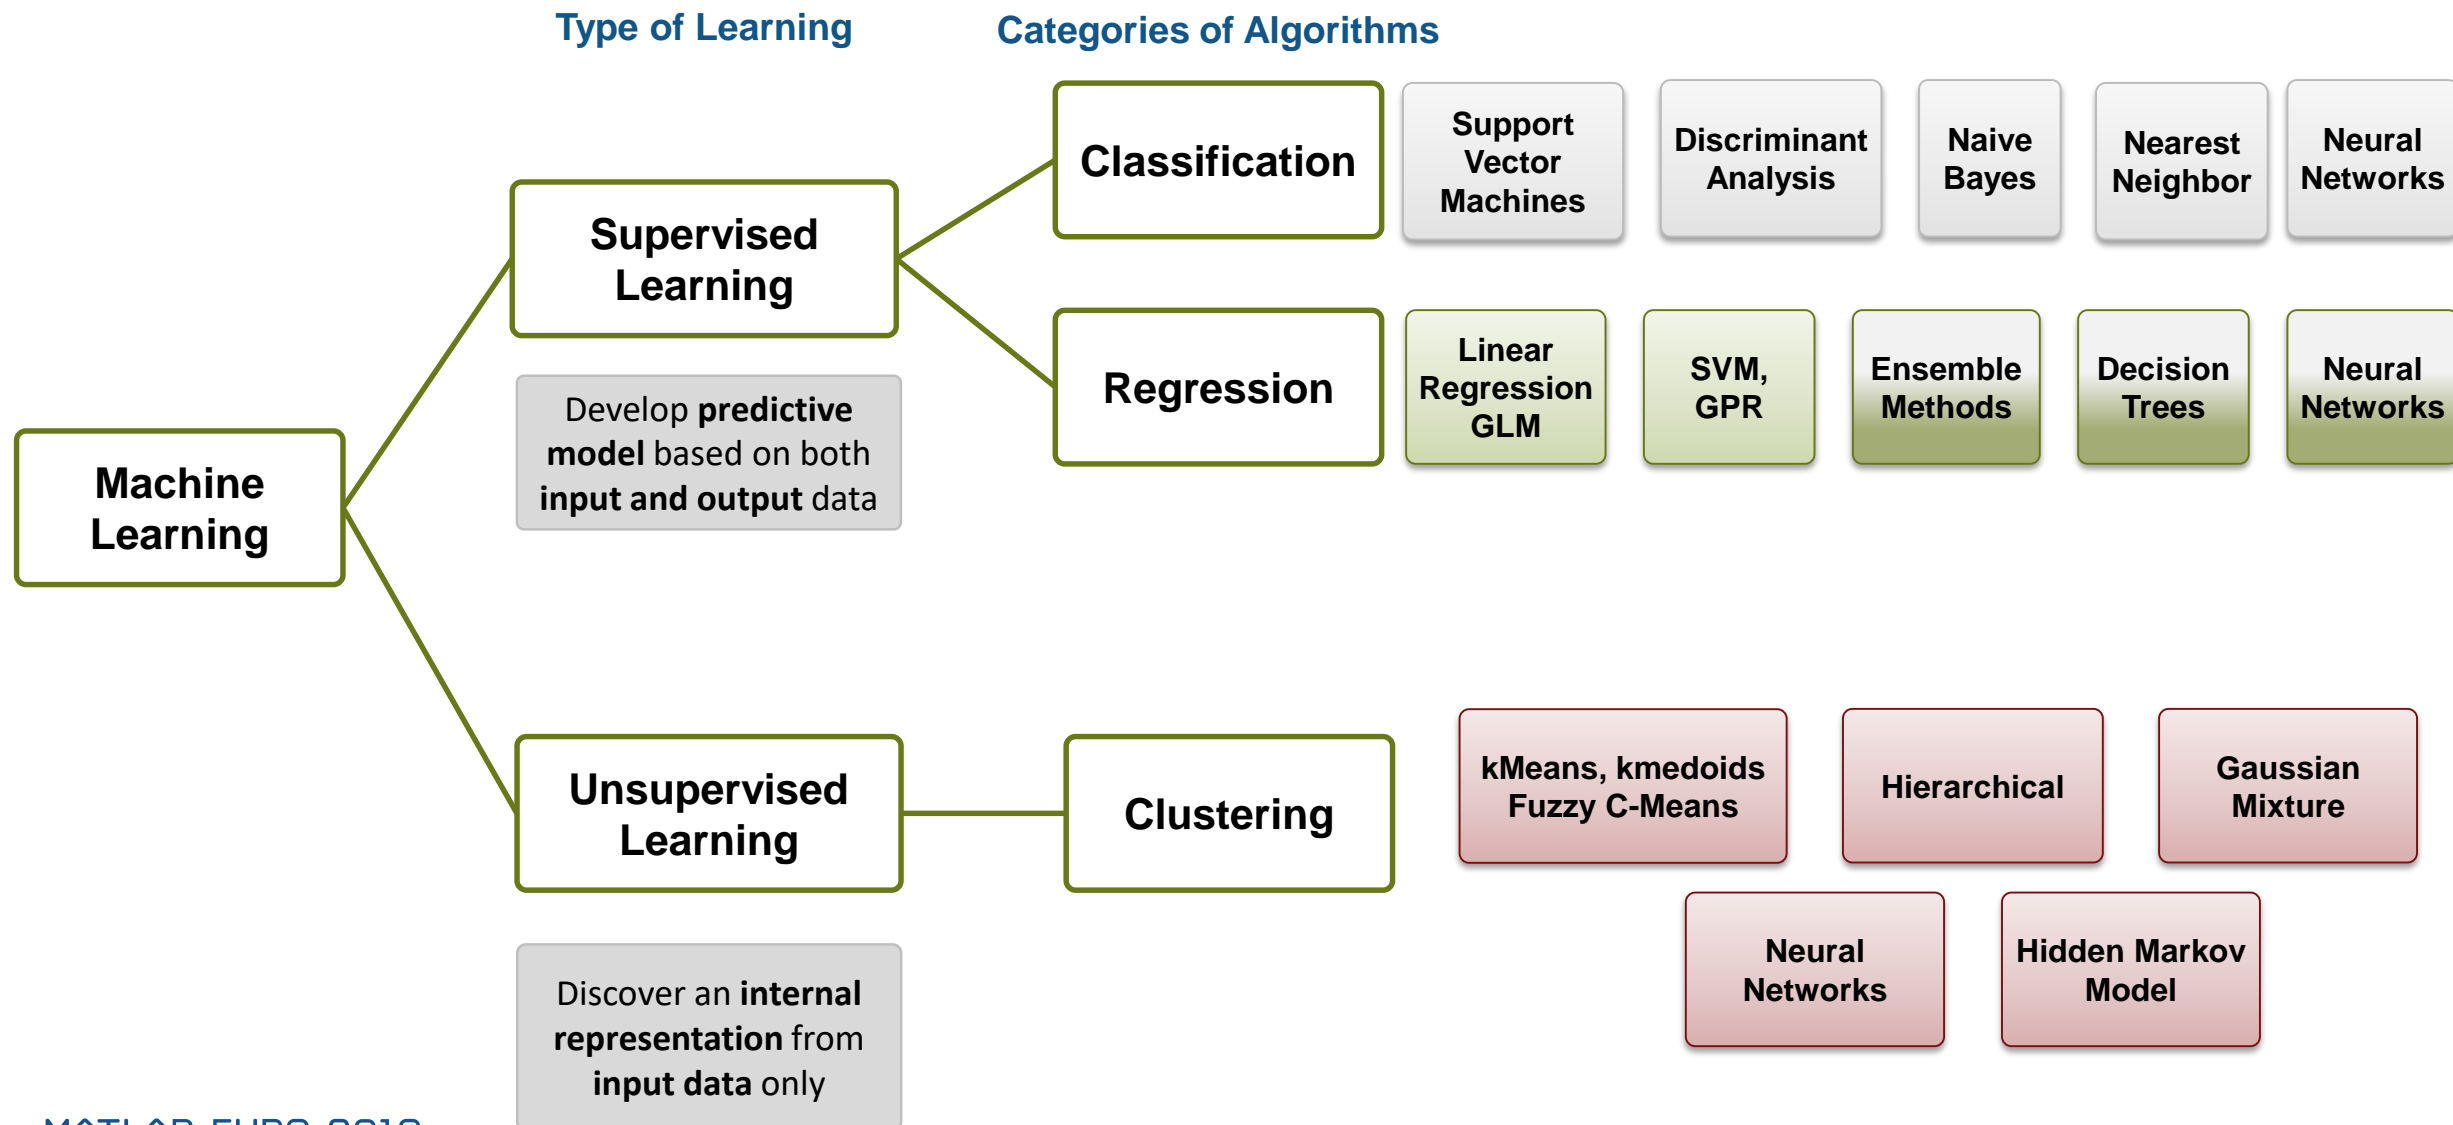 Type of Learning
Categories of Algorithms
Machine
Learning
Supervised
Learning
Develop predictive
model based on both
input and output data
Classification
Support
Vector
Machines
Discriminant
Analysis
Naive
Bayes
Nearest
Neighbor
Neural
Networks
Regression
Linear
Regression
GLM
SVM,
GPR
Ensemble
Methods
Decision
Trees
Neural
Networks
Unsupervised
Learning
Discover an internal
representation from
input data only
Clustering
kMeans, kmedoids
Fuzzy C-Means
Hierarchical
Gaussian
Mixture
Neural
Networks
Hidden Markov
Model
MATLAB EXPO